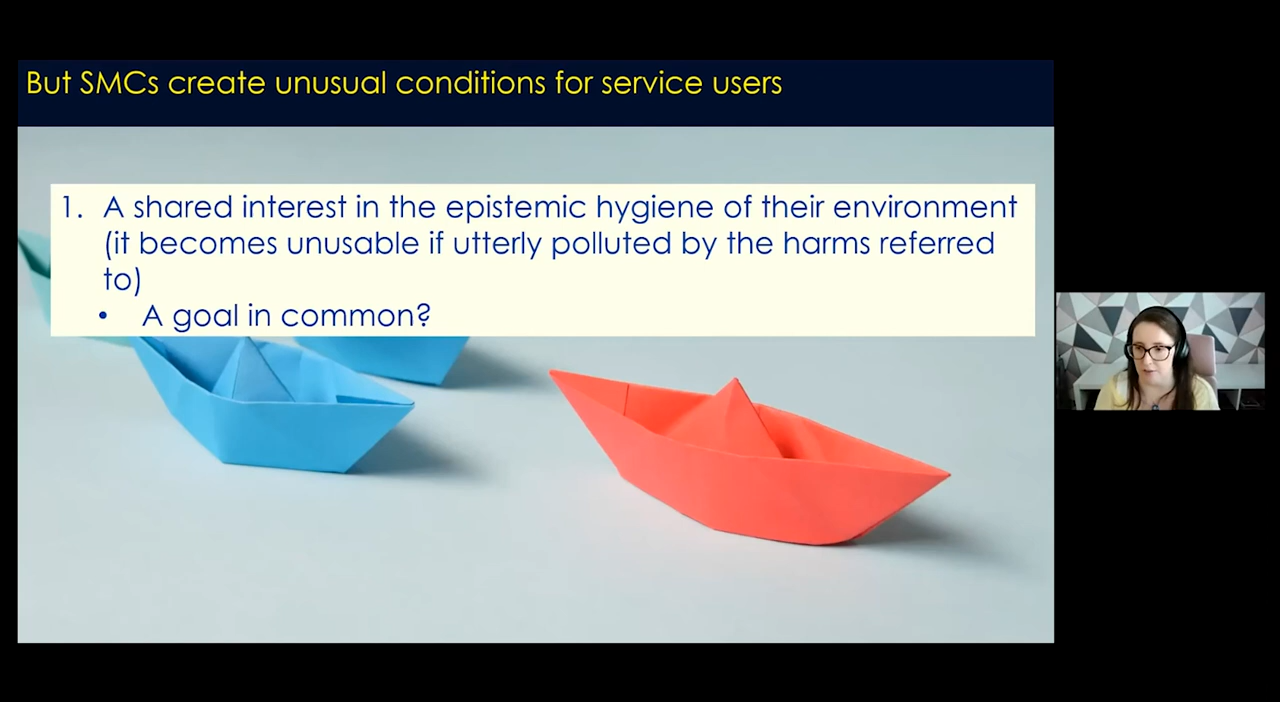 But SMCs create unusual conditions for service users
1. A shared interest in the epistemic hygiene of their environment
(it becomes unusable if utterly polluted by the harms referred
to)
• A goal in common?